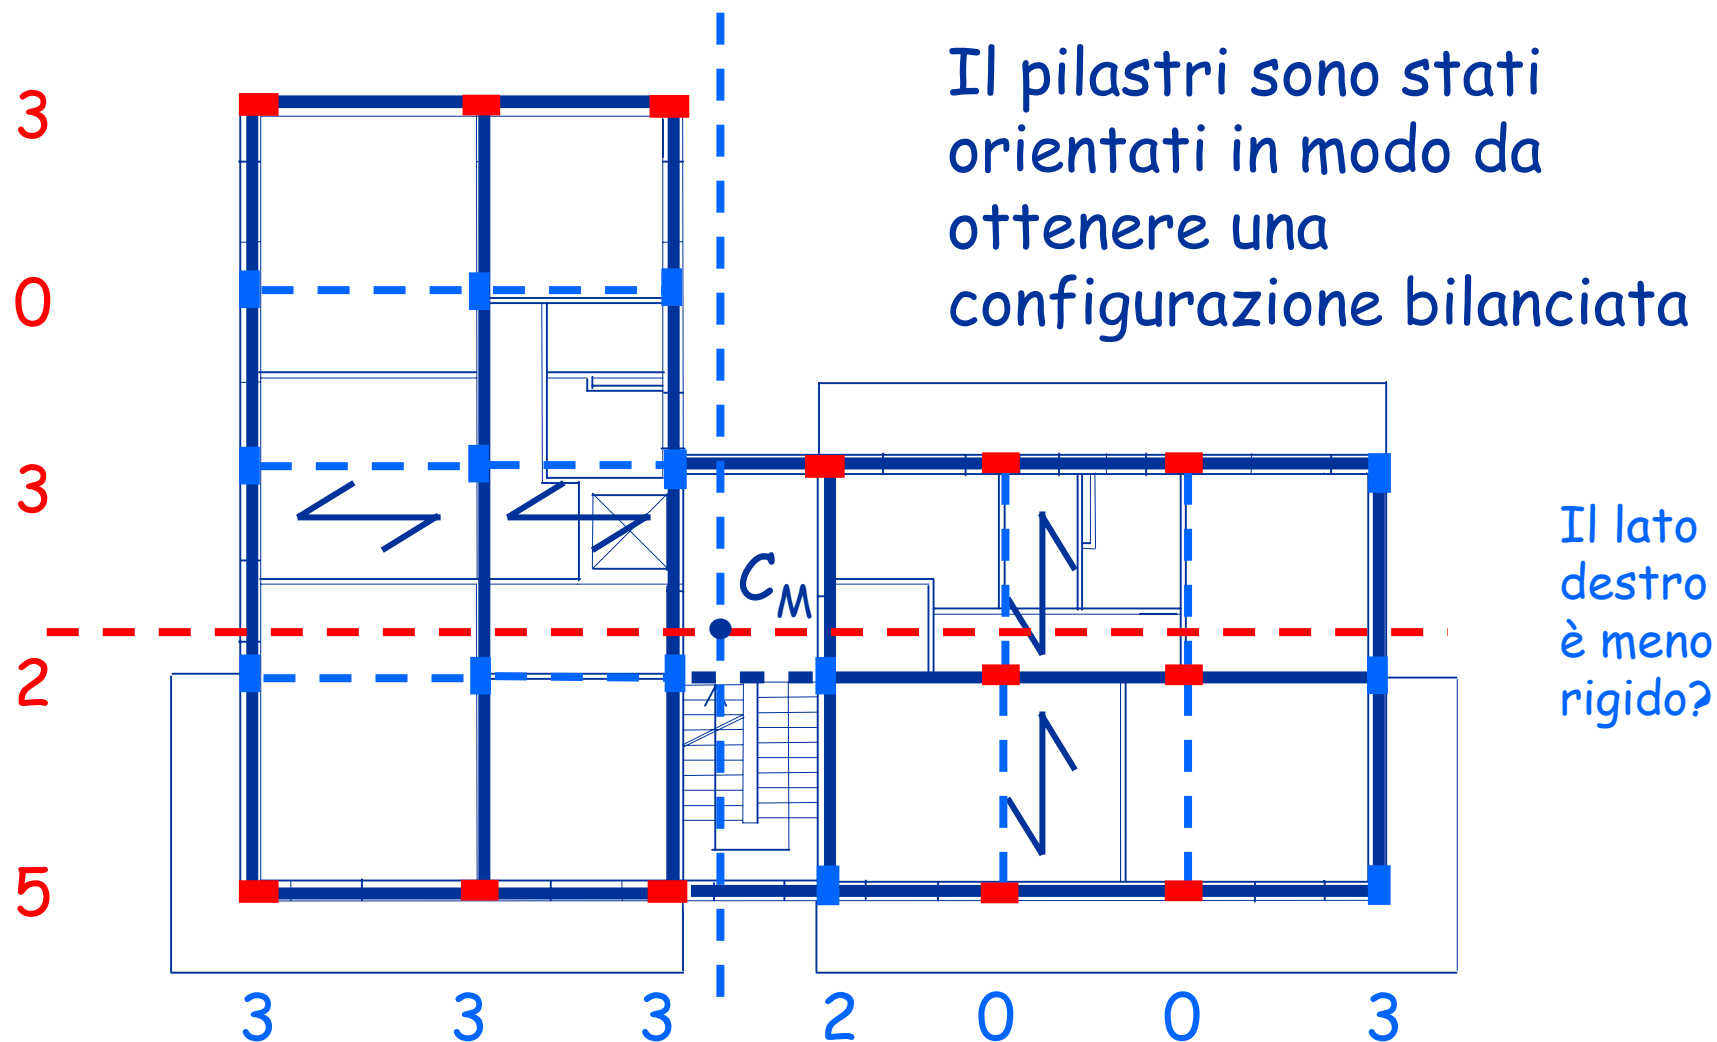 Il pilastri sono stati
orientati in modo da
ottenere una
configurazione bilanciata
3
0
3
2
5
C_M
Il lato
destro
è meno
rigido?
3 3 3 2 0 0 3